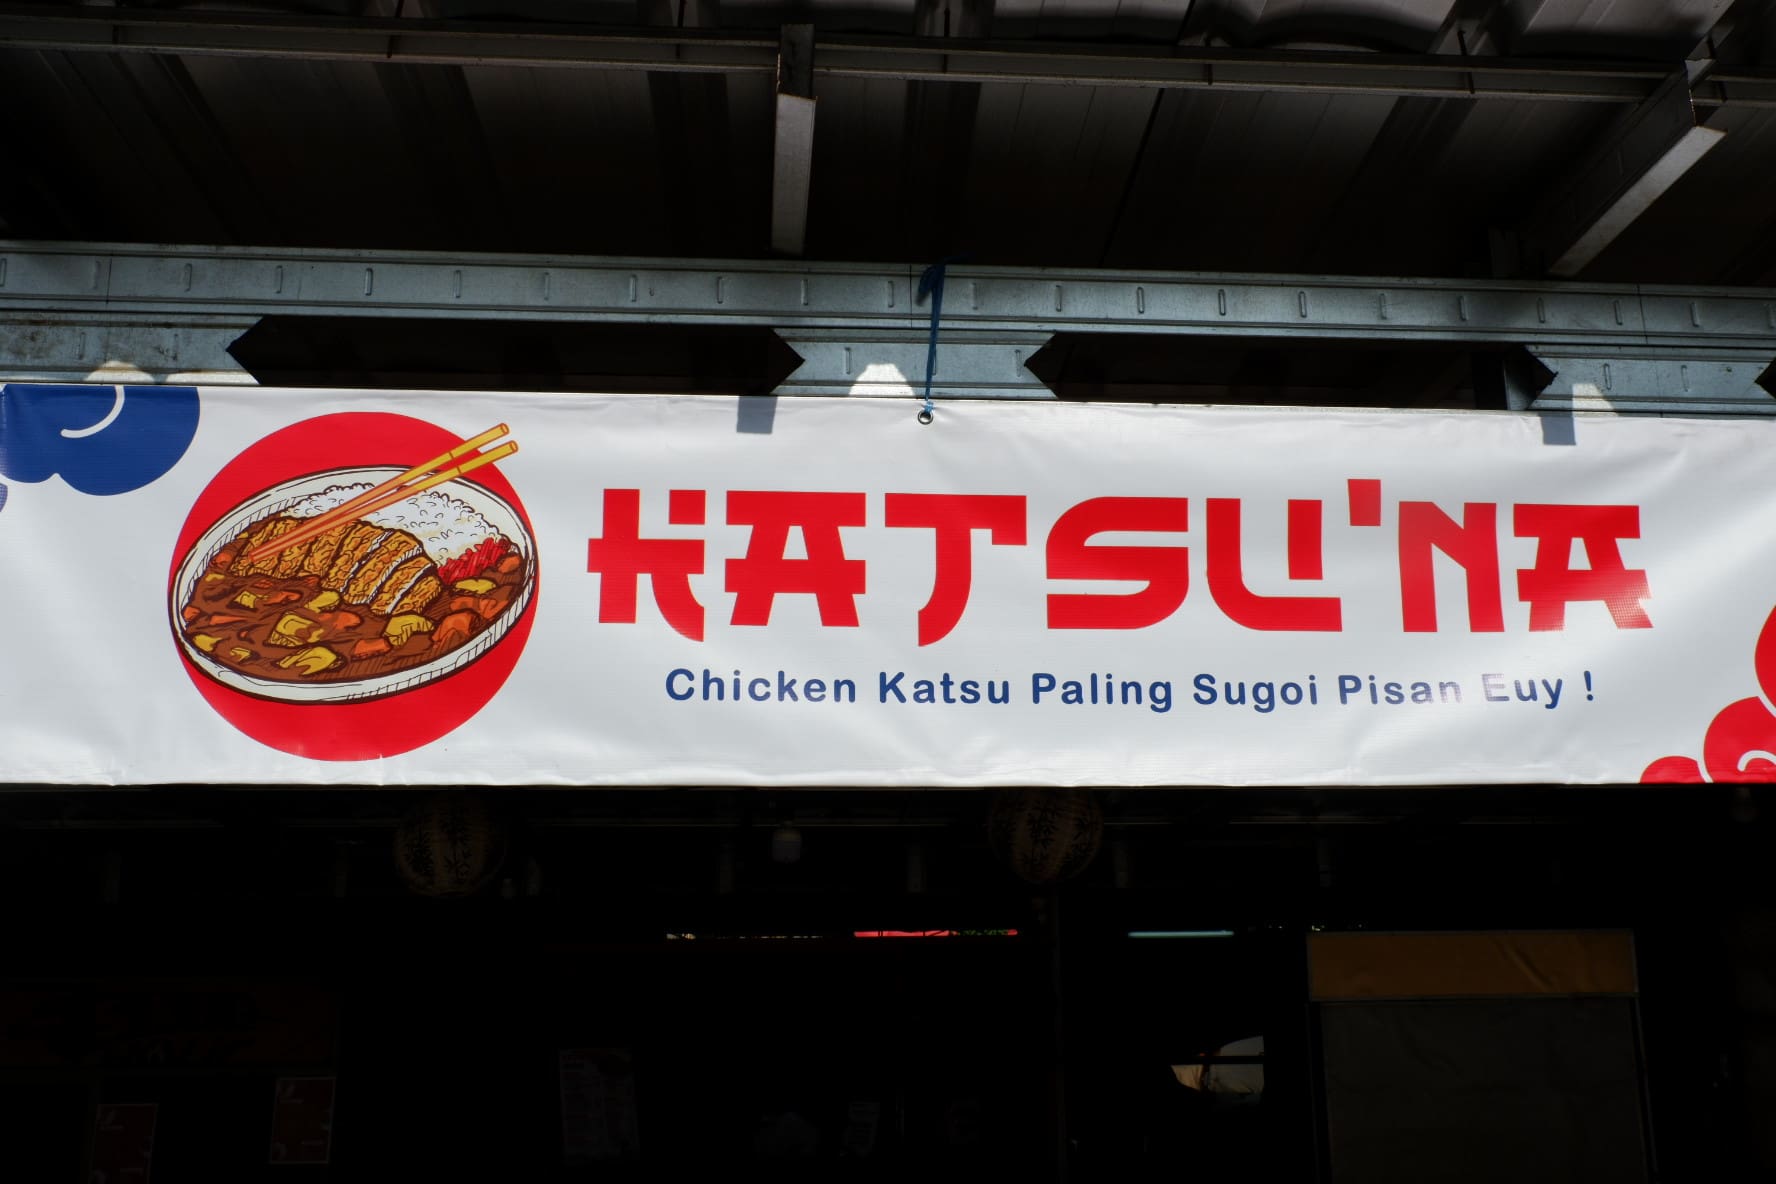 KATSU'NA
Chicken Katsu Paling Sugoi Pisan Euy !